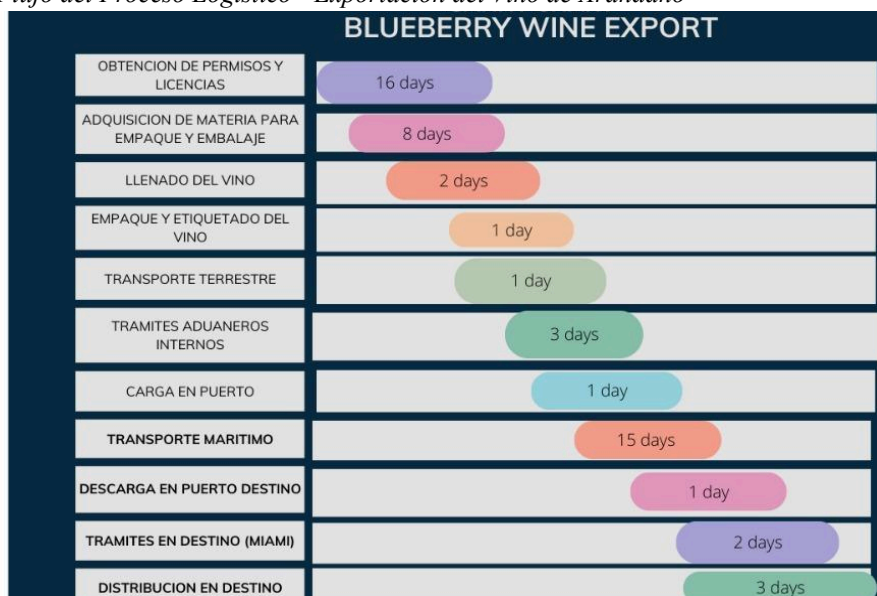 Flujo del Proceso Logístico - Exportación del Vino de Arándano
BLUEBERRY WINE EXPORT
OBTENCION DE PERMISOS Y
LICENCIAS
16 days
ADQUISICION DE MATERIA PARA
EMPAQUE Y EMBALAJE
8 days
LLENADO DEL VINO
2 days
EMPAQUE Y ETIQUETADO DEL
VINO
1 day
TRANSPORTE TERRESTRE
1 day
TRAMITES ADUANEROS
INTERNOS
3 days
CARGA EN PUERTO
1 day
TRANSPORTE MARITIMO
15 days
DESCARGA EN PUERTO DESTINO
1 day
TRAMITES EN DESTINO (MIAMI)
2 days
DISTRIBUCION EN DESTINO
3 days